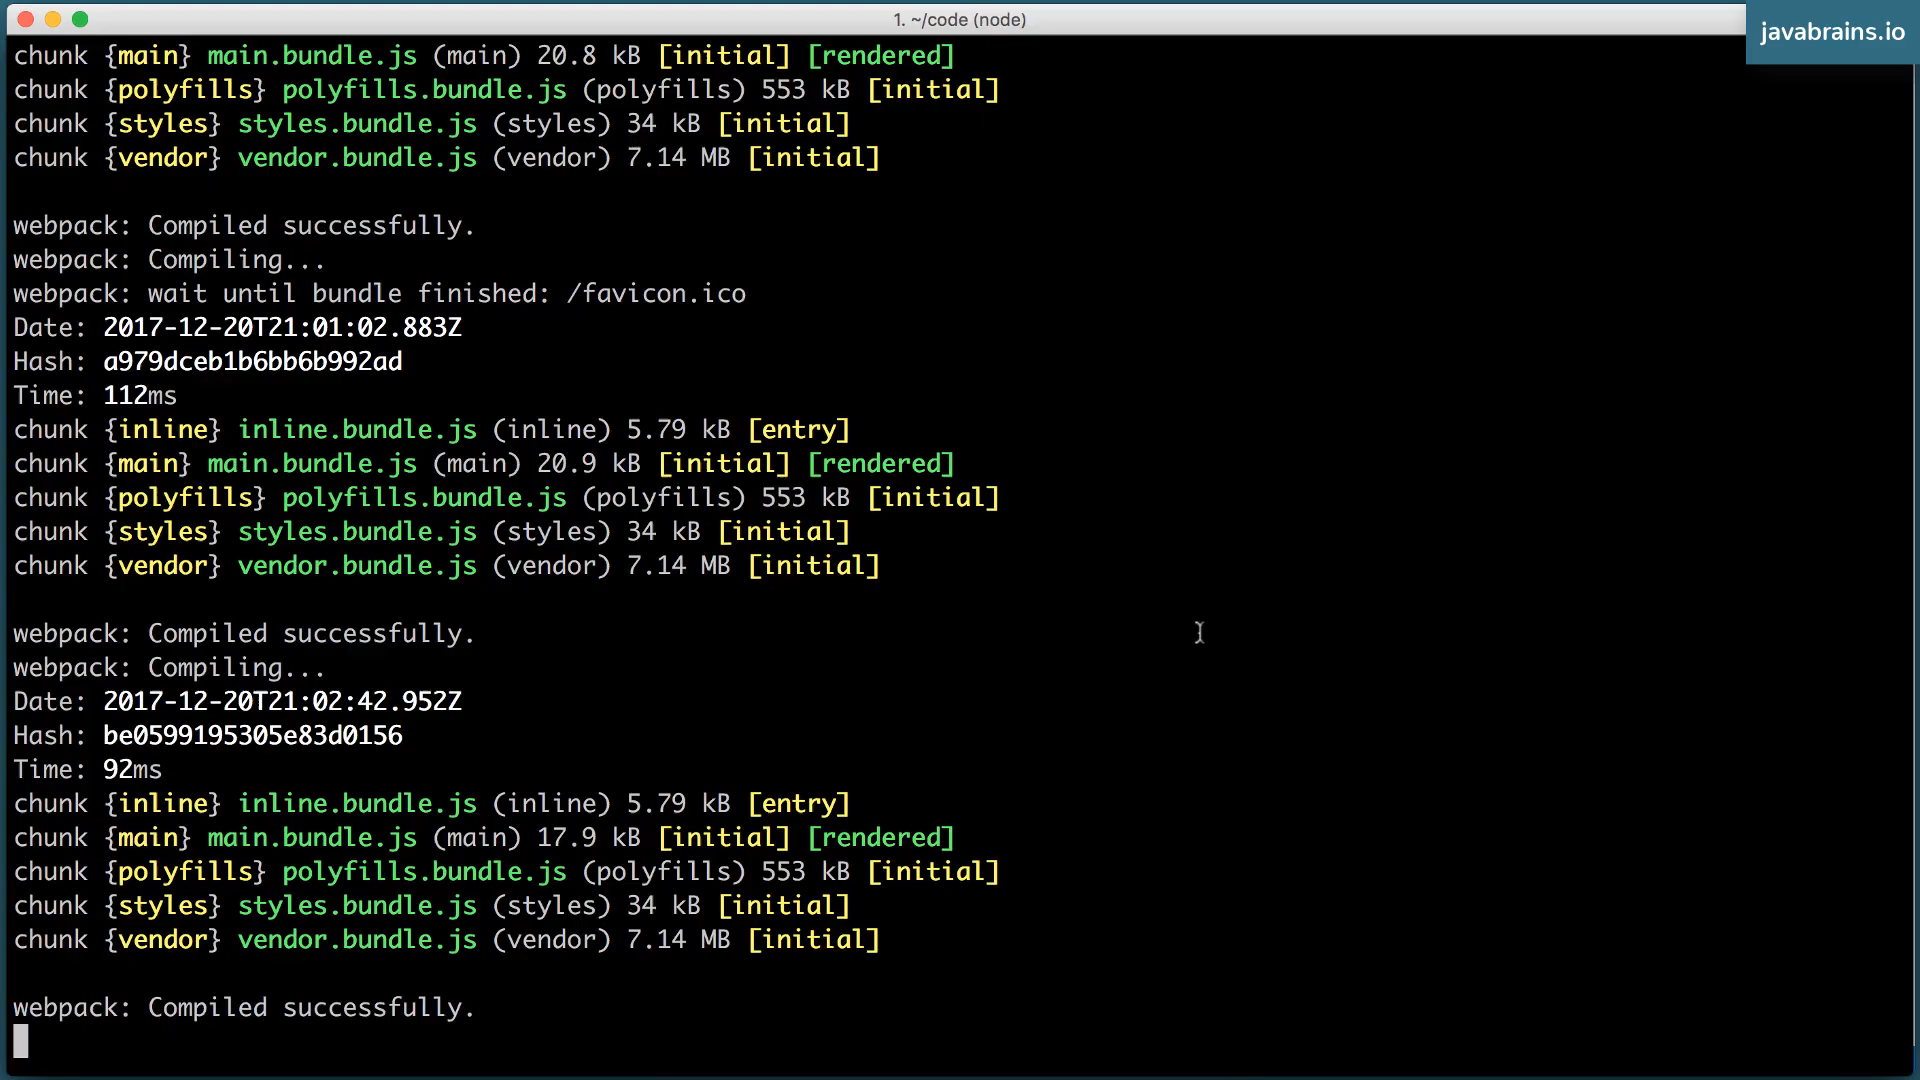 1. ~/code (node)
javabrains.io
chunk {main} main.bundle.js (main) 20.8 kB [initial] [rendered]
chunk {polyfills} polyfills.bundle.js (polyfills) 553 kB [initial]
chunk {styles} styles.bundle.js (styles) 34 kB [initial]
chunk {vendor} vendor.bundle.js (vendor) 7.14 MB [initial]
webpack: Compiled successfully.
webpack: Compiling...
webpack: wait until bundle finished: /favicon.ico
Date: 2017-12-20T21:01:02.883Z
Hash: a979dceb1b6bb6b992ad
Time: 112ms
chunk {inline} inline.bundle.js (inline) 5.79 kB [entry]
chunk {main} main.bundle.js (main) 20.9 kB [initial] [rendered]
chunk {polyfills} polyfills.bundle.js (polyfills) 553 kB [initial]
chunk {styles} styles.bundle.js (styles) 34 kB [initial]
chunk {vendor} vendor.bundle.js (vendor) 7.14 MB [initial]
webpack: Compiled successfully.
webpack: Compiling...
Date: 2017-12-20T21:02:42.952Z
Hash: be0599195305e83d0156
Time: 92ms
chunk {inline} inline.bundle.js (inline) 5.79 kB [entry]
chunk {main} main.bundle.js (main) 17.9 kB [initial] [rendered]
chunk {polyfills} polyfills.bundle.js (polyfills) 553 kB [initial]
chunk {styles} styles.bundle.js (styles) 34 kB [initial]
chunk {vendor} vendor.bundle.js (vendor) 7.14 MB [initial]
webpack: Compiled successfully.